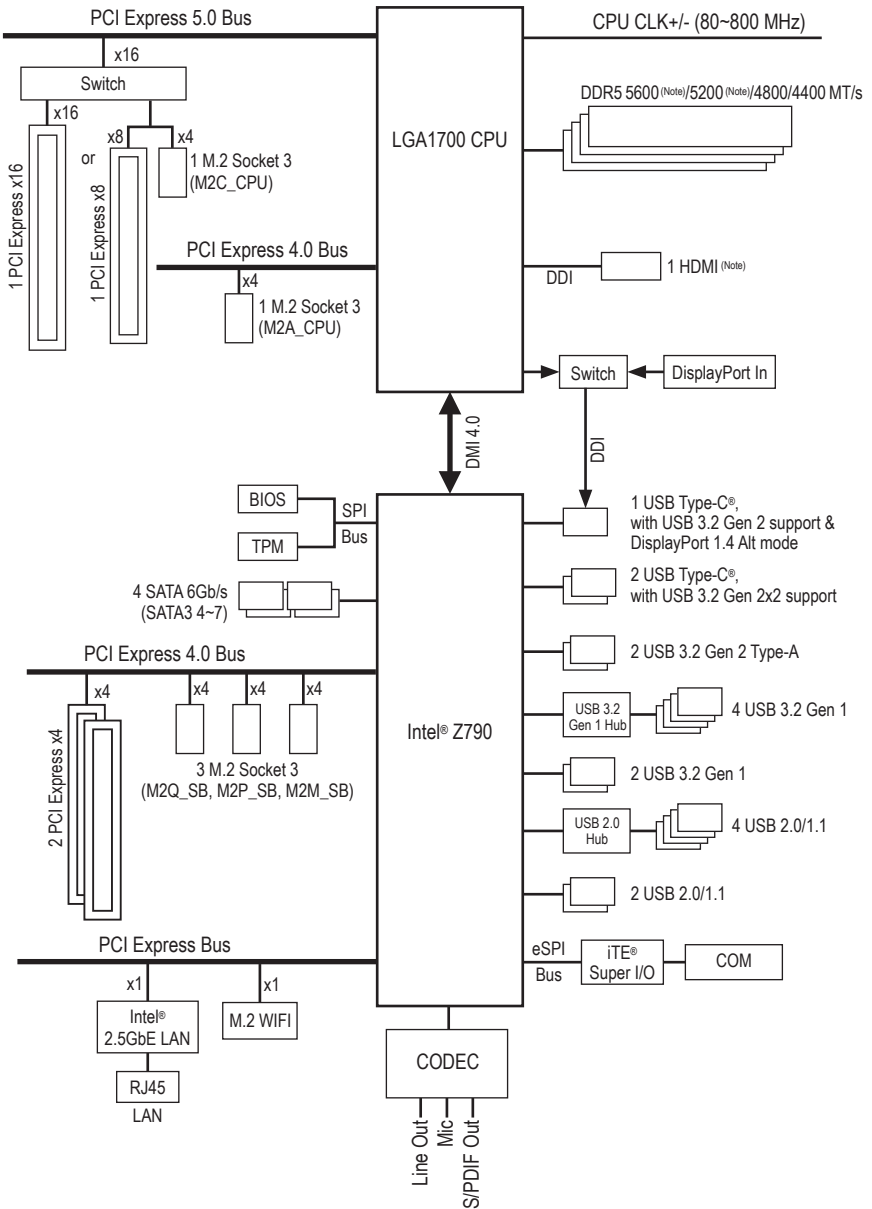 PCI Express 5.0 Bus
CPU CLK+/- (80~800 MHz)
x16
Switch
x16
x8
x4
or
1 PCI Express x16
1 PCI Express x8
1 M.2 Socket 3
(M2C_CPU)
LGA1700 CPU
DDR5 5600 (Note)/5200 (Note)/4800/4400 MT/s
PCI Express 4.0 Bus
x4
1 M.2 Socket 3
(M2A_CPU)
DDI
1 HDMI (Note)
Switch
DisplayPort In
DDI
DMI 4.0
BIOS
TPM
SPI
Bus
4 SATA 6Gb/s
(SATA3 4~7)
1 USB Type-C®,
with USB 3.2 Gen 2 support &
DisplayPort 1.4 Alt mode
2 USB Type-C®,
with USB 3.2 Gen 2x2 support
PCI Express 4.0 Bus
x4
x4
x4
x4
2 PCI Express x4
3 M.2 Socket 3
(M2Q_SB, M2P_SB, M2M_SB)
Intel® Z790
2 USB 3.2 Gen 2 Type-A
USB 3.2
Gen 1 Hub
4 USB 3.2 Gen 1
2 USB 3.2 Gen 1
USB 2.0
Hub
4 USB 2.0/1.1
2 USB 2.0/1.1
PCI Express Bus
x1
x1
Intel®
2.5GbE LAN
M.2 WIFI
RJ45
LAN
eSPI
Bus
iTE®
Super I/O
COM
CODEC
Line Out
Mic
S/PDIF Out